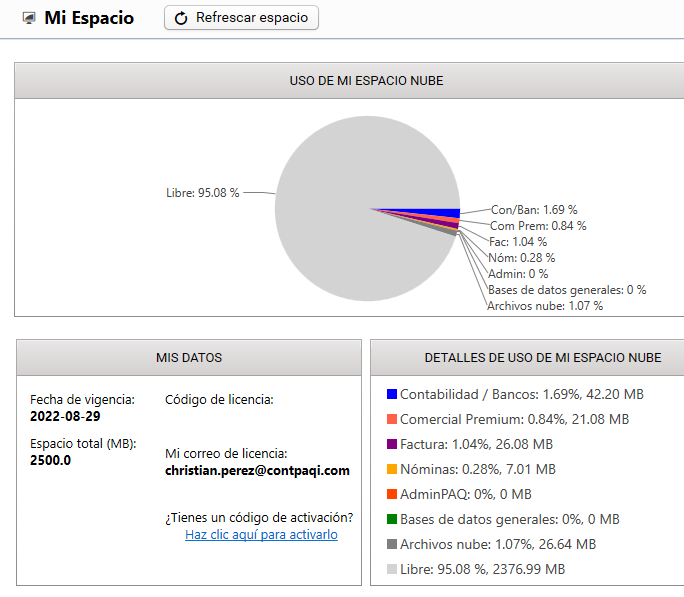 Mi Espacio
Refrescar espacio
USO DE MI ESPACIO NUBE
Libre: 95.08 %
Con/Ban: 1.69 %
Com Prem: 0.84 %
Fac: 1.04 %
Nóm: 0.28 %
Admin: 0 %
Bases de datos generales: 0 %
Archivos nube: 1.07 %
MIS DATOS
Fecha de vigencia:
2022-08-29
Espacio total (MB):
2500.0
Código de licencia:
Mi correo de licencia:
christian.perez@contpaqi.com
¿Tienes un código de activación?
Haz clic aquí para activarlo
DETALLES DE USO DE MI ESPACIO NUBE
Contabilidad / Bancos: 1.69%, 42.20 MB
Comercial Premium: 0.84%, 21.08 MB
Factura: 1.04%, 26.08 MB
Nóminas: 0.28%, 7.01 MB
AdminPAQ: 0%, 0 MB
Bases de datos generales: 0%, 0 MB
Archivos nube: 1.07%, 26.64 MB
Libre: 95.08 %, 2376.99 MB